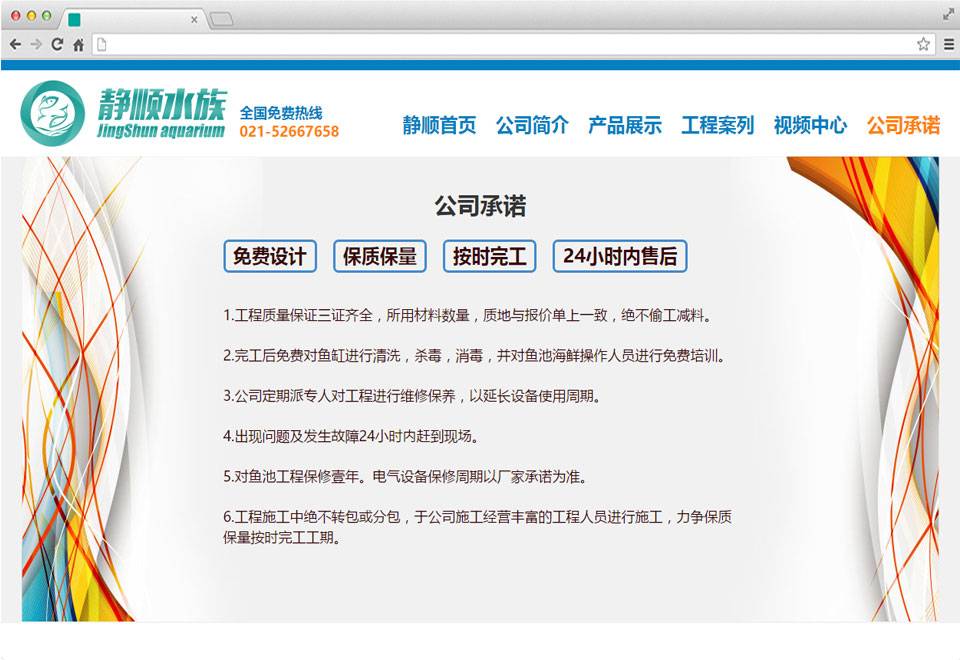 静顺水族
JingShun aquarium
全国免费热线
021-52667658
静顺首页 公司简介 产品展示 工程案列 视频中心 公司承诺
公司承诺
免费设计 保质保量 按时完工 24小时内售后
1.工程质量保证三证齐全，所用材料数量，质地与报价单上一致，绝不偷工减料。
2.完工后免费对鱼缸进行清洗，杀毒，消毒，并对鱼池海鲜操作人员进行免费培训。
3.公司定期派专人对工程进行维修保养，以延长设备使用周期。
4.出现问题及发生故障24小时内赶到现场。
5.对鱼池工程保修壹年。电气设备保修周期以厂家承诺为准。
6.工程施工中绝不转包或分包，于公司施工经营丰富的工程人员进行施工，力争保质
保量按时完工工期。